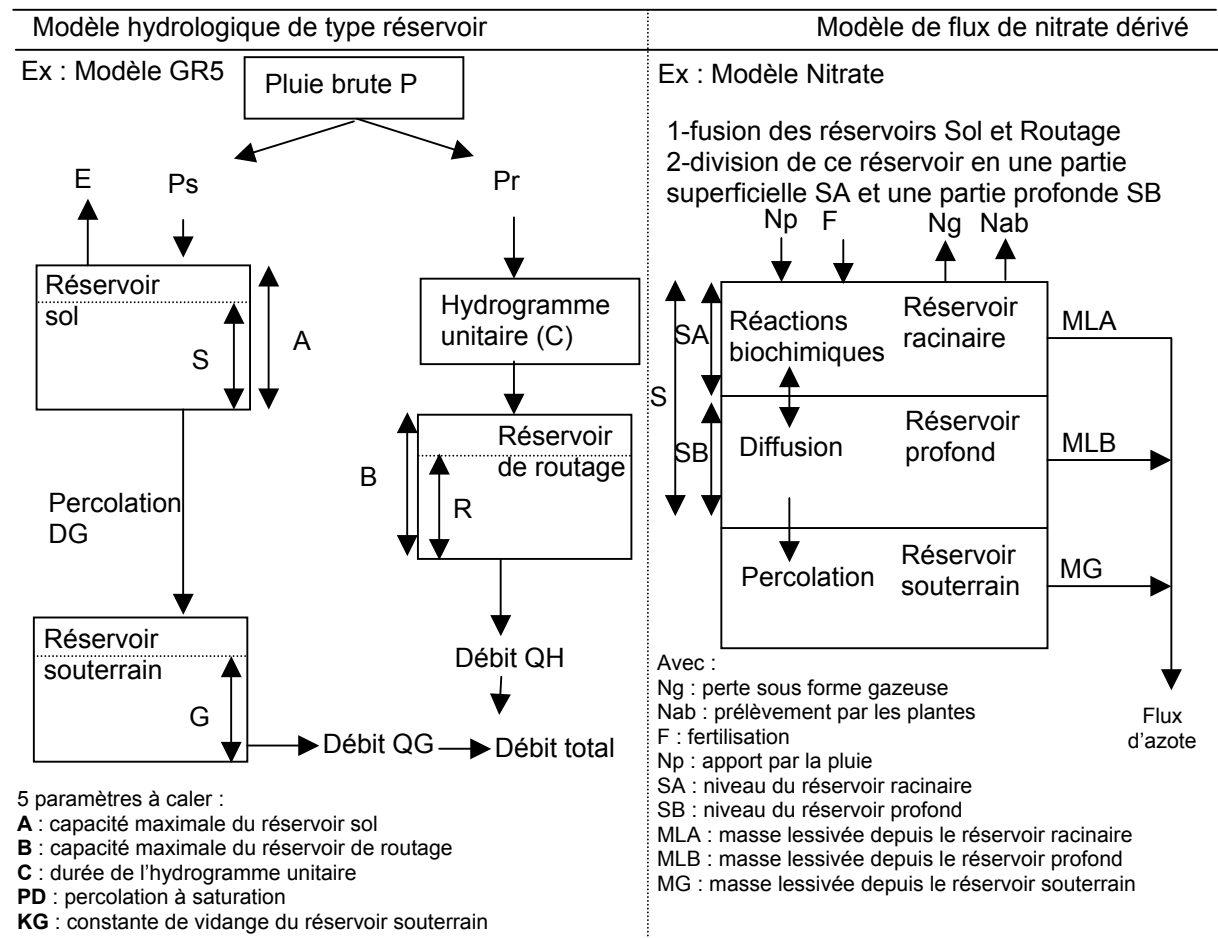 Modèle hydrologique de type réservoir
Modèle de flux de nitrate dérivé
Ex : Modèle GR5
Pluie brute P
E
Ps
Pr
Réservoir
sol
S
A
Hydrogramme
unitaire (C)
Réservoir
de routage
B
R
Percolation
DG
Réservoir
souterrain
G
Débit QH
Débit QG
Débit total
5 paramètres à caler :
A : capacité maximale du réservoir sol
B : capacité maximale du réservoir de routage
C : durée de l'hydrogramme unitaire
PD : percolation à saturation
KG : constante de vidange du réservoir souterrain
Ex : Modèle Nitrate
1-fusion des réservoirs Sol et Routage
2-division de ce réservoir en une partie
superficielle SA et une partie profonde SB
Np F Ng Nab
S
SA
Réactions
biochimiques
Réservoir
racinaire
MLA
SB
Diffusion
Réservoir
profond
MLB
Percolation
Réservoir
souterrain
MG
Flux
d'azote
Avec :
Ng : perte sous forme gazeuse
Nab : prélèvement par les plantes
F : fertilisation
Np : apport par la pluie
SA : niveau du réservoir racinaire
SB : niveau du réservoir profond
MLA : masse lessivée depuis le réservoir racinaire
MLB : masse lessivée depuis le réservoir profond
MG : masse lessivée depuis le réservoir souterrain